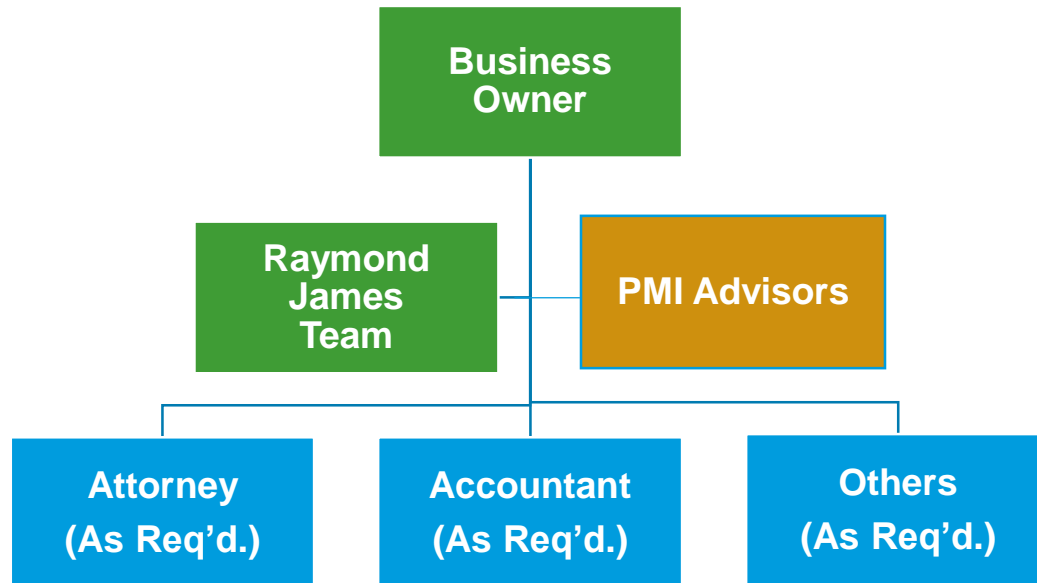 Business
Owner
Raymond
James
Team
PMI Advisors
Attorney
(As Req’d.)
Accountant
(As Req’d.)
Others
(As Req’d.)